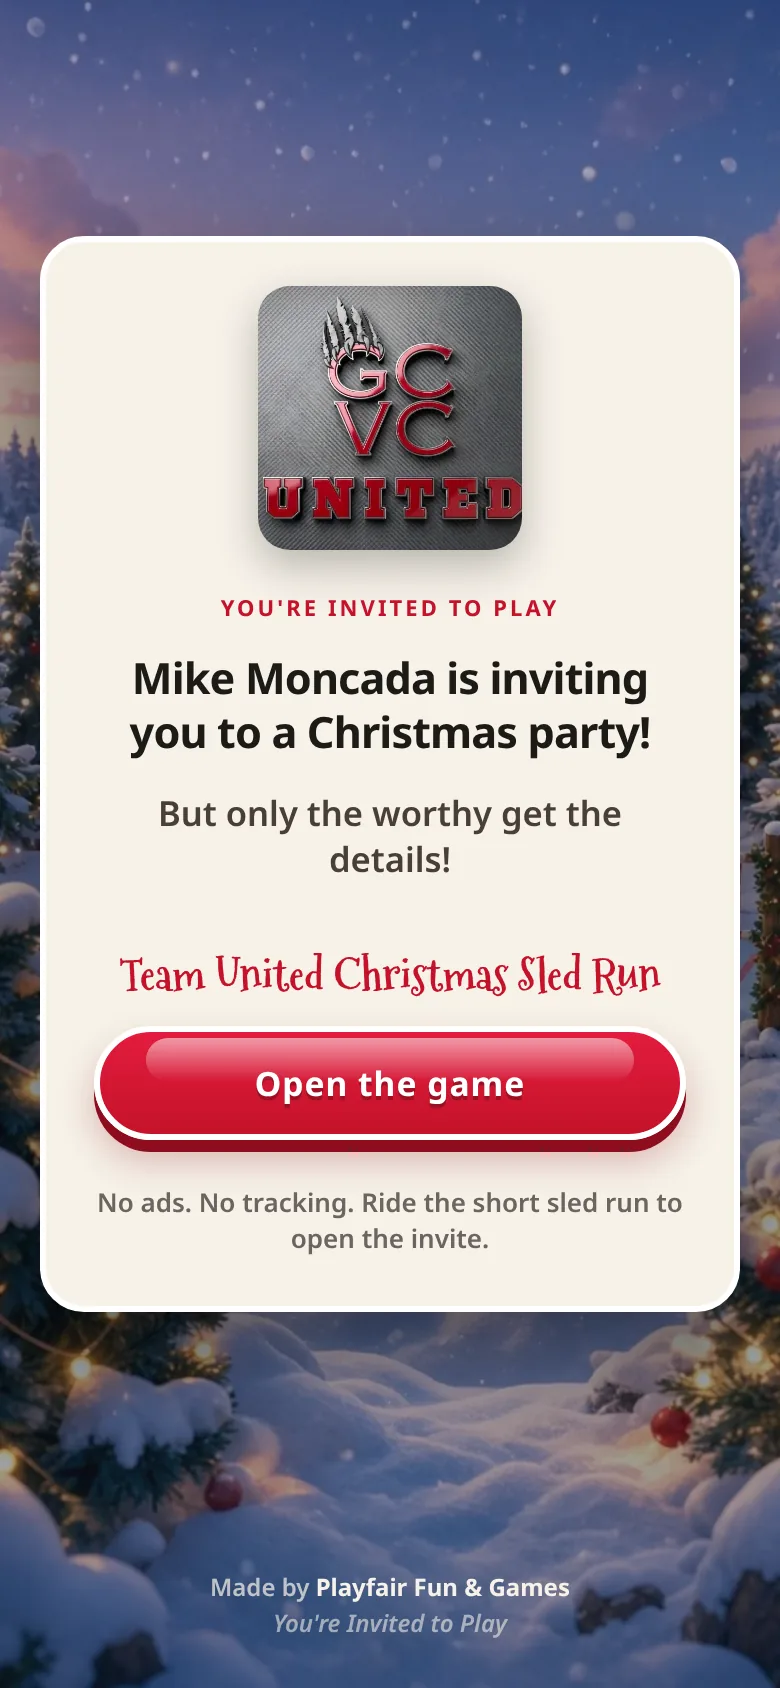 GC
VC
UNITED
YOU'RE INVITED TO PLAY
Mike Moncada is inviting
you to a Christmas party!
But only the worthy get the
details!
Team United Christmas Sled Run
Open the game
No ads. No tracking. Ride the short sled run to
open the invite.
Made by Playfair Fun & Games
You're Invited to Play